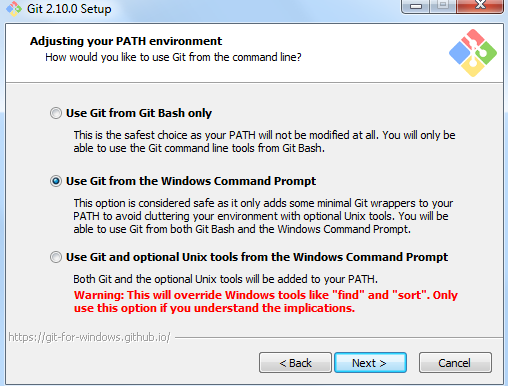 Git 2.10.0 Setup
Adjusting your PATH environment
How would you like to use Git from the command line?
Use Git from Git Bash only
This is the safest choice as your PATH will not be modified at all. You will only be
able to use the Git command line tools from Git Bash.
Use Git from the Windows Command Prompt
This option is considered safe as it only adds some minimal Git wrappers to your
PATH to avoid cluttering your environment with optional Unix tools. You will be
able to use Git from both Git Bash and the Windows Command Prompt.
Use Git and optional Unix tools from the Windows Command Prompt
Both Git and the optional Unix tools will be added to your PATH.
Warning: This will override Windows tools like "find" and "sort". Only
use this option if you understand the implications.
https://git-for-windows.github.io/
< Back Next > Cancel